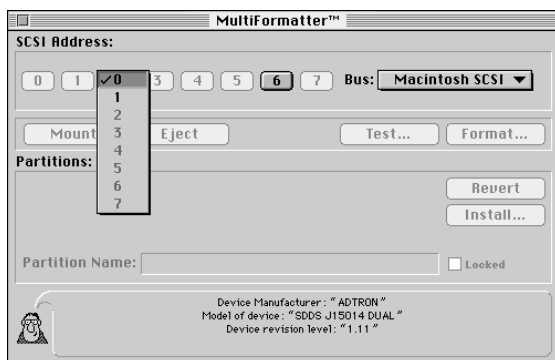 MultiFormatter™
SCSI Address:
0 1 3 4 5 6 7 Bus: Macintosh SCSI
✓0
1
2
3
4
5
6
7
Mount Eject Test... Format...
Partitions:
Revert
Install...
Partition Name: Locked
Device Manufacturer: "ADTRON"
Model of device: "SDDS J15014 DUAL"
Device revision level: "1.11"